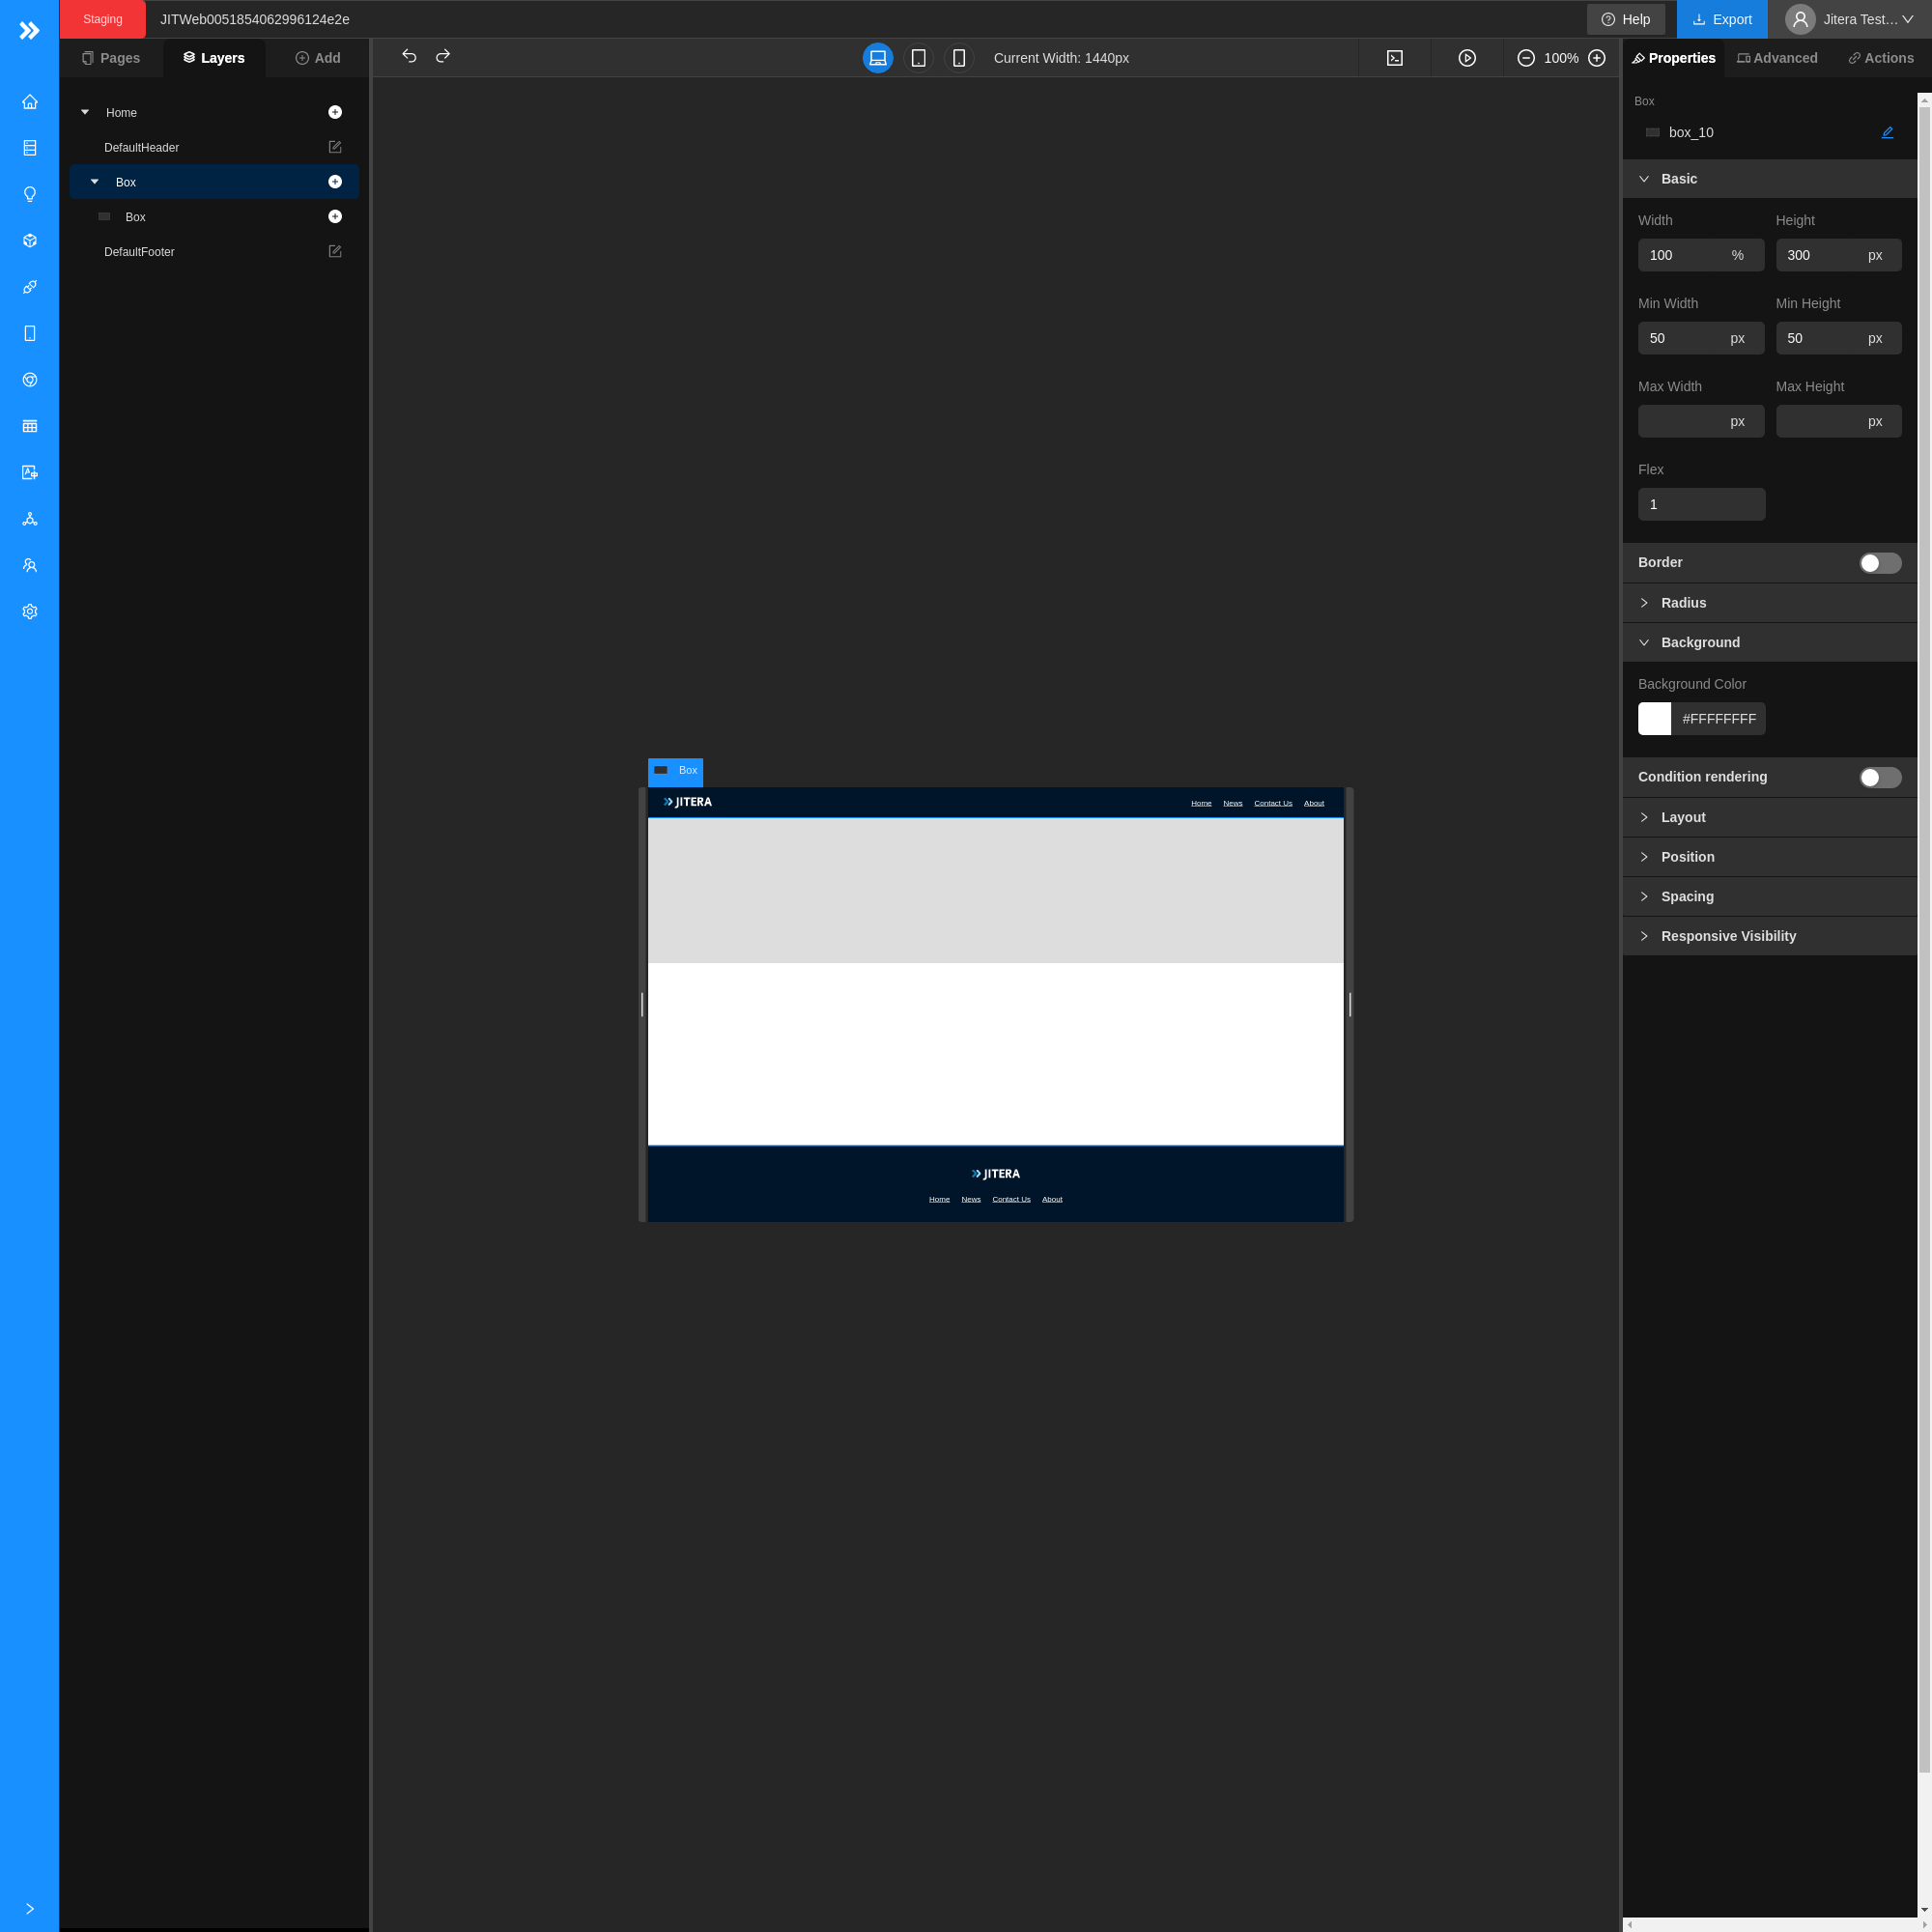 Staging
JITWeb0051854062996124e2e
Help
Export
Jitera Test...
Pages
Layers
Add
Current Width: 1440px
100%
Properties
Advanced
Actions
Home
DefaultHeader
Box
Box
DefaultFooter
Box
JITERA
Home News Contact Us About
JITERA
Home News Contact Us About
Box
box_10
Basic
Width Height
100 % 300 px
Min Width Min Height
50 px 50 px
Max Width Max Height
px px
Flex
1
Border
Radius
Background
Background Color
#FFFFFFFF
Condition rendering
Layout
Position
Spacing
Responsive Visibility